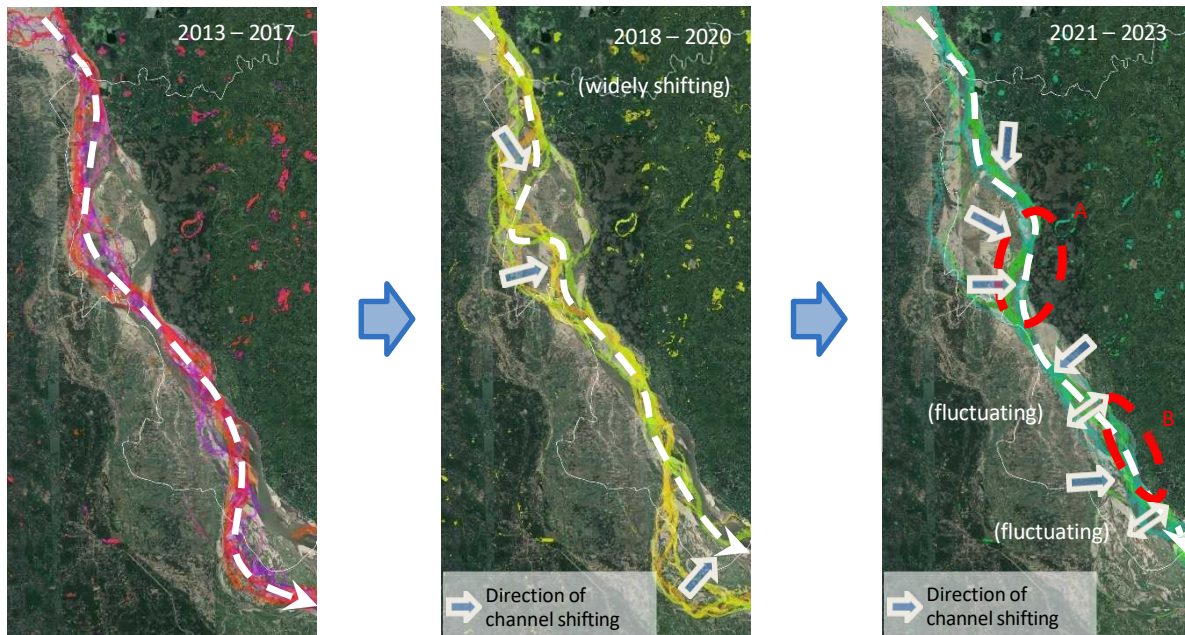 2013 – 2017
2018 – 2020
(widely shifting)
Direction of
channel shifting
2021 – 2023
A
(fluctuating)
B
(fluctuating)
Direction of
channel shifting